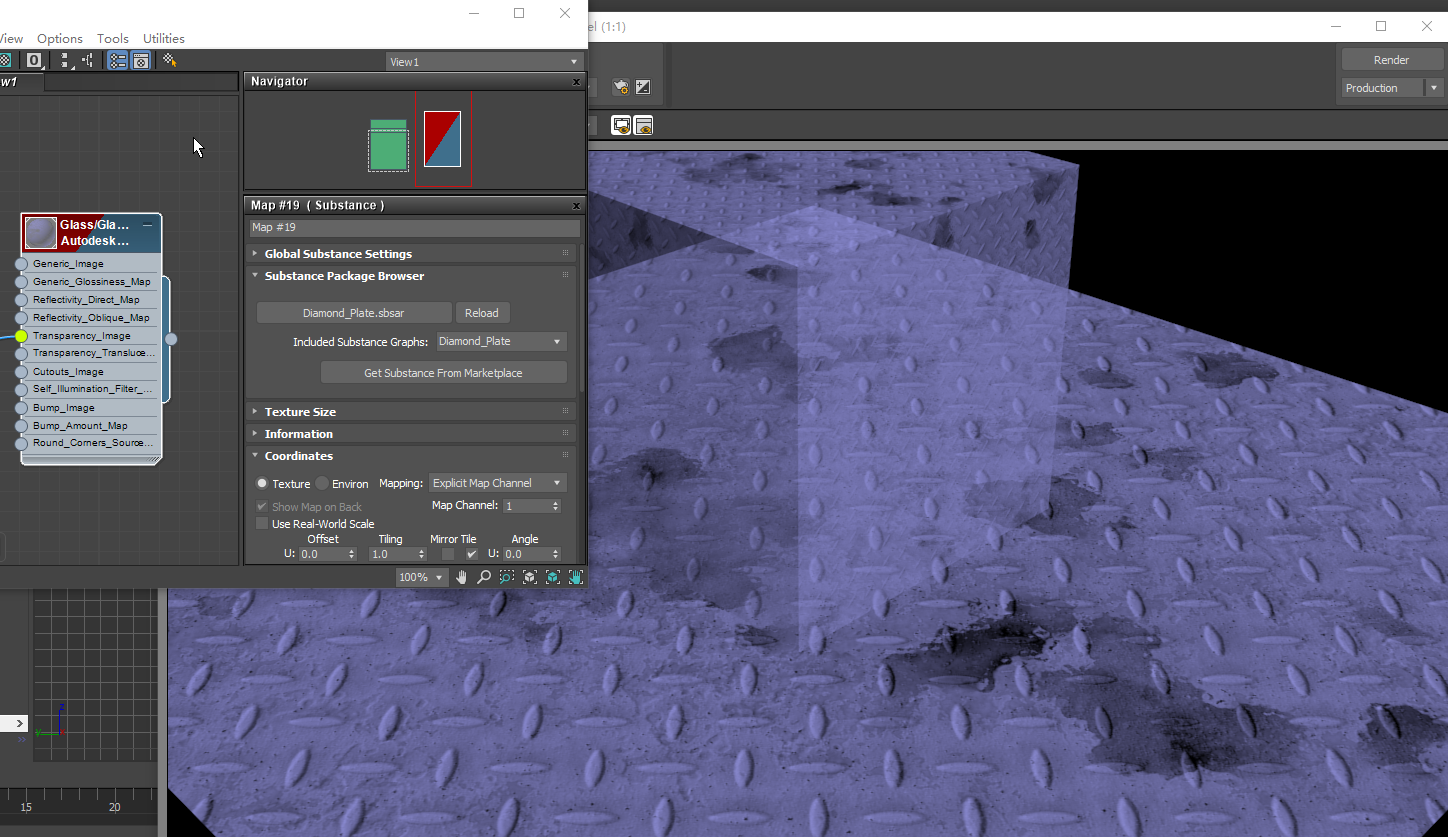 el (1:1)
View Options Tools Utilities
0
View1
w1
Navigator
Render
Production
Map #19 ( Substance )
Map #19
Global Substance Settings
Substance Package Browser
Diamond_Plate.sbsar
Reload
Included Substance Graphs:
Diamond_Plate
Get Substance From Marketplace
Texture Size
Information
Coordinates
Texture Environ Mapping: Explicit Map Channel
Show Map on Back Map Channel: 1
Use Real-World Scale
Offset Tiling Mirror Tile Angle
U: 0.0 1.0 U: 0.0
100%
Glass/Gla...
Autodesk...
Generic_Image
Generic_Glossiness_Map
Reflectivity_Direct_Map
Reflectivity_Oblique_Map
Transparency_Image
Transparency_Transluce...
Cutouts_Image
Self_Illumination_Filter_...
Bump_Image
Bump_Amount_Map
Round_Corners_Source...
z
y
15 20